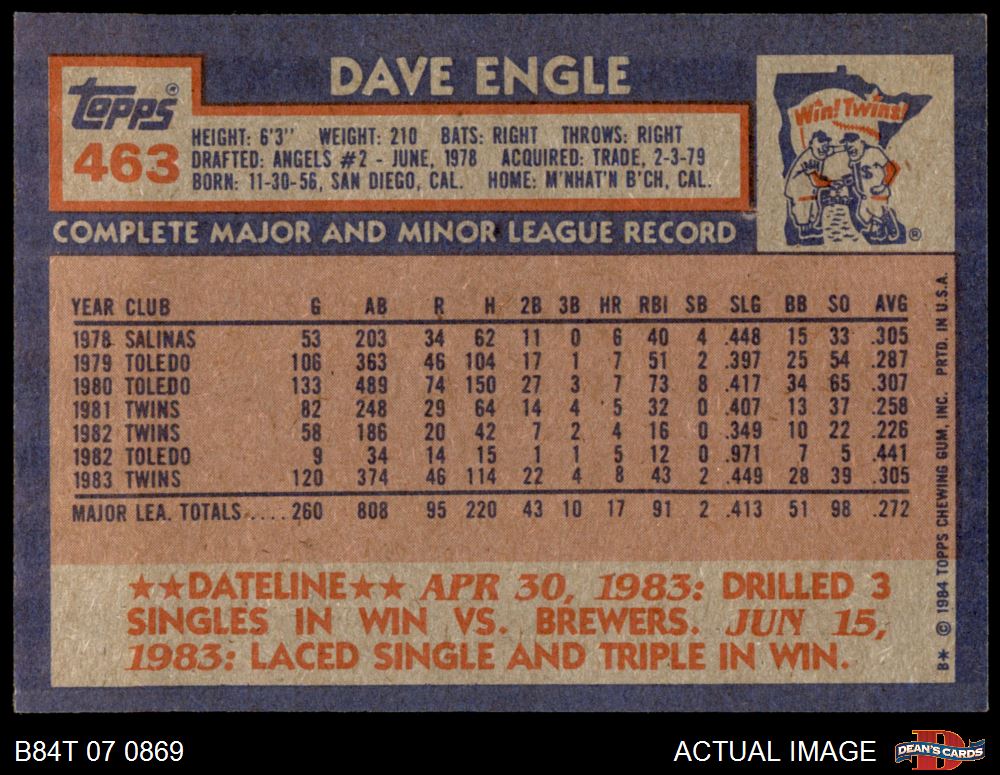 DAVE ENGLE
Topps®
463
HEIGHT: 6'3'' WEIGHT: 210 BATS: RIGHT THROWS: RIGHT
DRAFTED: ANGELS #2 - JUNE, 1978 ACQUIRED: TRADE, 2-3-79
BORN: 11-30-56, SAN DIEGO, CAL. HOME: M'NHAT'N B'CH, CAL.
Win! Twins!
®
COMPLETE MAJOR AND MINOR LEAGUE RECORD
YEAR CLUB G AB R H 2B 3B HR RBI SB SLG BB SO AVG
1978 SALINAS 53 203 34 62 11 0 6 40 4 .448 15 33 .305
1979 TOLEDO 106 363 46 104 17 1 7 51 2 .397 25 54 .287
1980 TOLEDO 133 489 74 150 27 3 7 73 8 .417 34 65 .307
1981 TWINS 82 248 29 64 14 4 5 32 0 .407 13 37 .258
1982 TWINS 58 186 20 42 7 2 4 16 0 .349 10 22 .226
1982 TOLEDO 9 34 14 15 1 1 5 12 0 .971 7 5 .441
1983 TWINS 120 374 46 114 22 4 8 43 2 .449 28 39 .305
MAJOR LEA. TOTALS..... 260 808 95 220 43 10 17 91 2 .413 51 98 .272
★★DATELINE★★ APR 30, 1983: DRILLED 3
SINGLES IN WIN VS. BREWERS. JUN 15,
1983: LACED SINGLE AND TRIPLE IN WIN.
B* © 1984 TOPPS CHEWING GUM, INC. PRTD. IN U.S.A.
B84T 07 0869
ACTUAL IMAGE
DEAN'S CARDS